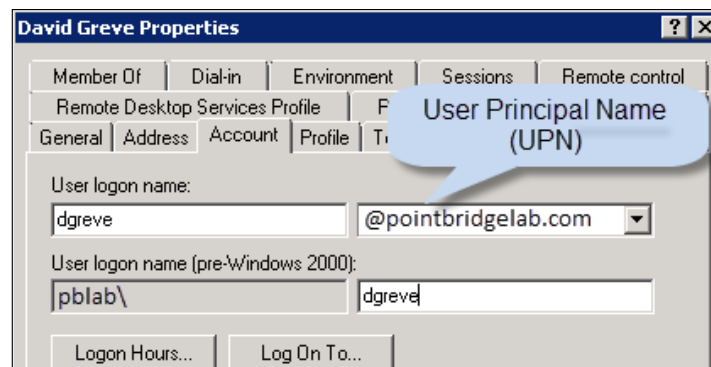 David Greve Properties
Member Of Dial-in Environment Sessions Remote control
Remote Desktop Services Profile
User Principal Name
(UPN)
General Address Account Profile
User logon name:
dgreve @pointbridgelab.com
User logon name (pre-Windows 2000):
pblab\ dgreve
Logon Hours... Log On To...